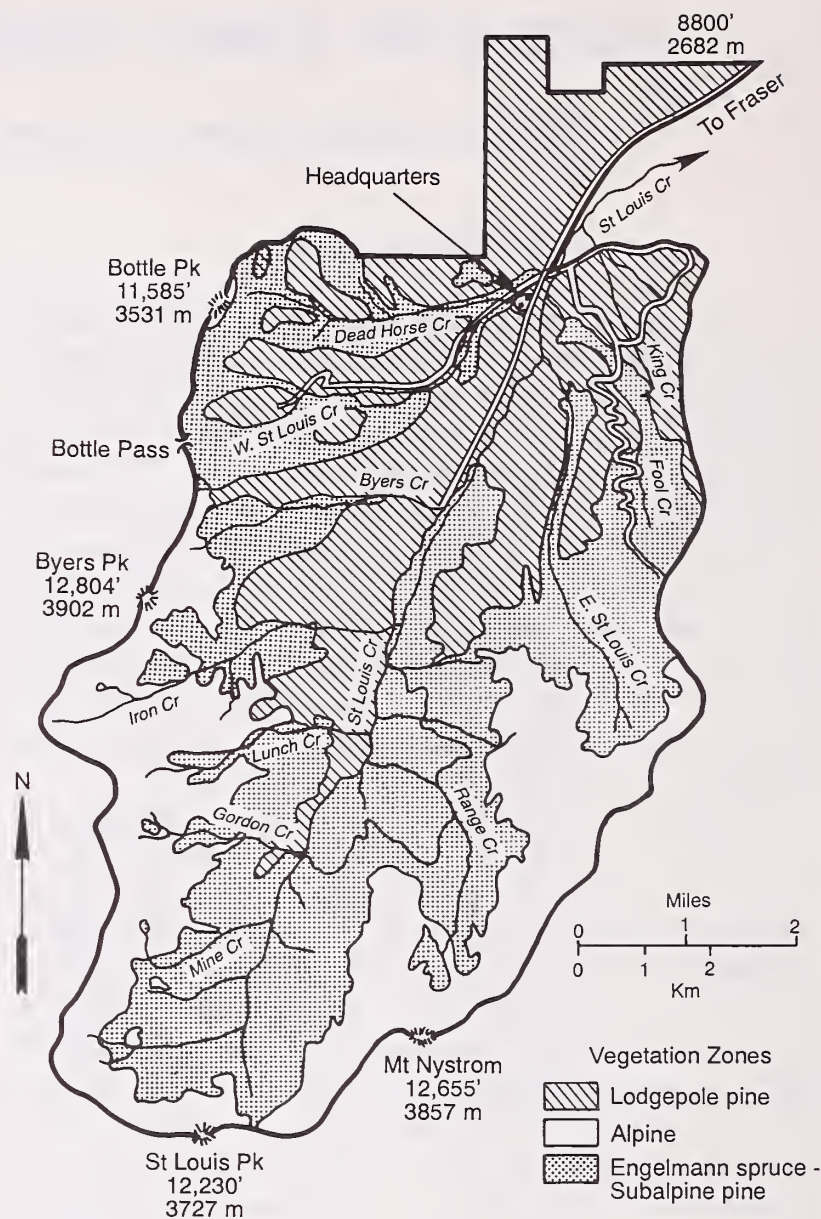 8800'
2682 m
To Fraser
St Louis Cr
Headquarters
Bottle Pk
11,585'
3531 m
Dead Horse Cr
King Cr
W. St Louis Cr
Bottle Pass
Fool Cr
Byers Cr
Byers Pk
12,804'
3902 m
E. St Louis Cr
St Louis Cr
Iron Cr
Lunch Cr
N
Range Cr
Gordon Cr
Miles
0 1 2
0 1 2
Km
Mine Cr
Mt Nystrom
12,655'
3857 m
Vegetation Zones
Lodgepole pine
Alpine
Engelmann spruce -
Subalpine pine
St Louis Pk
12,230'
3727 m